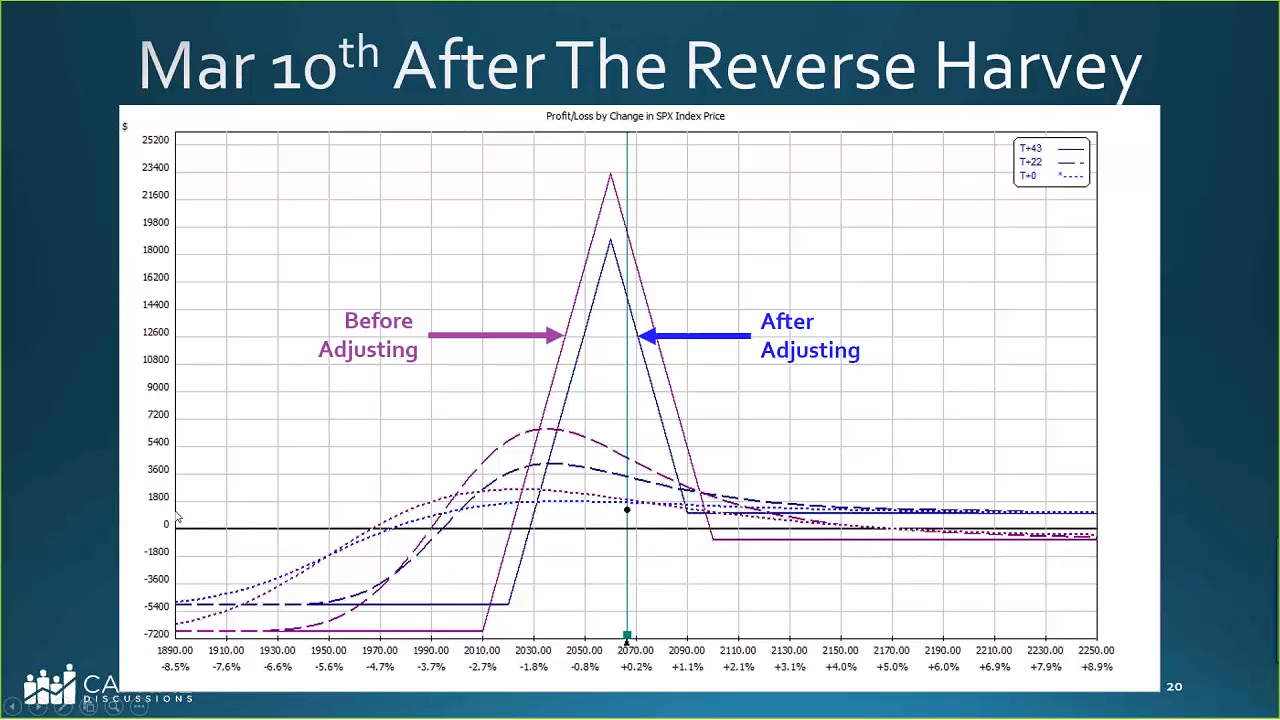 Mar 10th After The Reverse Harvey
Profit/Loss by Change in SPX Index Price
$
25200
23400
21600
19800
18000
16200
14400
12600
10800
9000
7200
5400
3600
1800
0
-1800
-3600
-5400
-7200
T+43
T+22
T+0
Before
Adjusting
After
Adjusting
1890.00 1910.00 1930.00 1950.00 1970.00 1990.00 2010.00 2030.00 2050.00 2070.00 2090.00 2110.00 2130.00 2150.00 2170.00 2190.00 2210.00 2230.00 2250.00
-8.5% -7.6% -6.6% -5.6% -4.7% -3.7% -2.7% -1.8% -0.8% +0.2% +1.1% +2.1% +3.1% +4.0% +5.0% +6.0% +6.9% +7.9% +8.9%
DISCUSSIONS
20